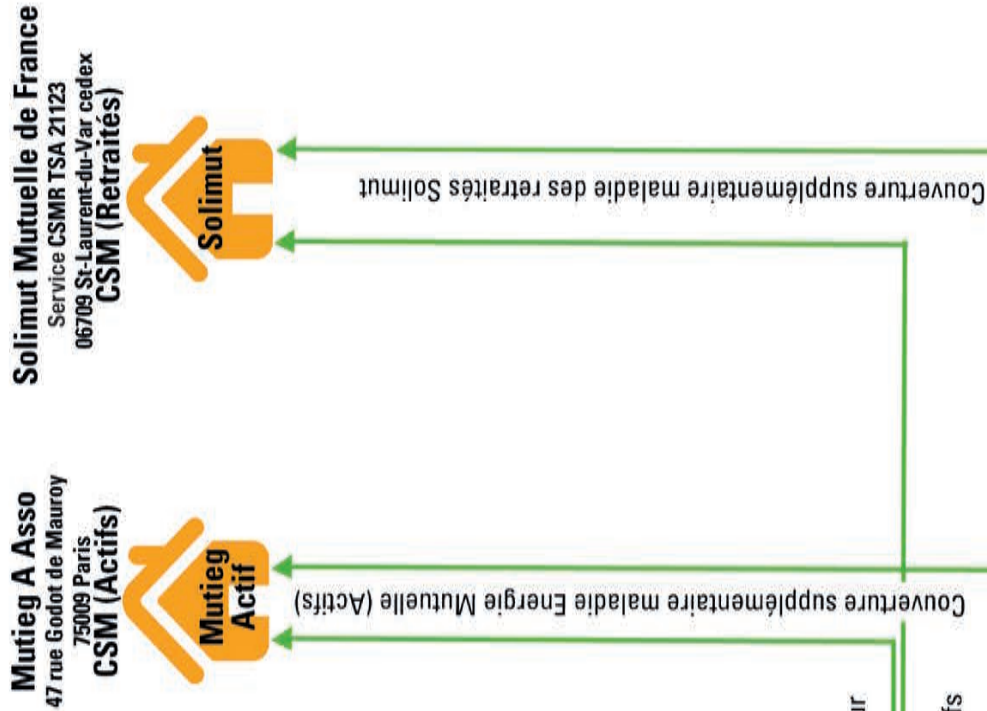 Mutieg A Asso
47 rue Godot de Mauroy
75009 Paris
CSM (Actifs)
Mutieg
Actif
Couverture supplémentaire maladie Energie Mutuelle (Actifs)
Solimut Mutuelle de France
Service CSMR TSA 21123
06709 St-Laurent-du-Var cedex
CSM (Retraités)
Solimut
Couverture supplémentaire maladie des retraités Solimut
ur
fs